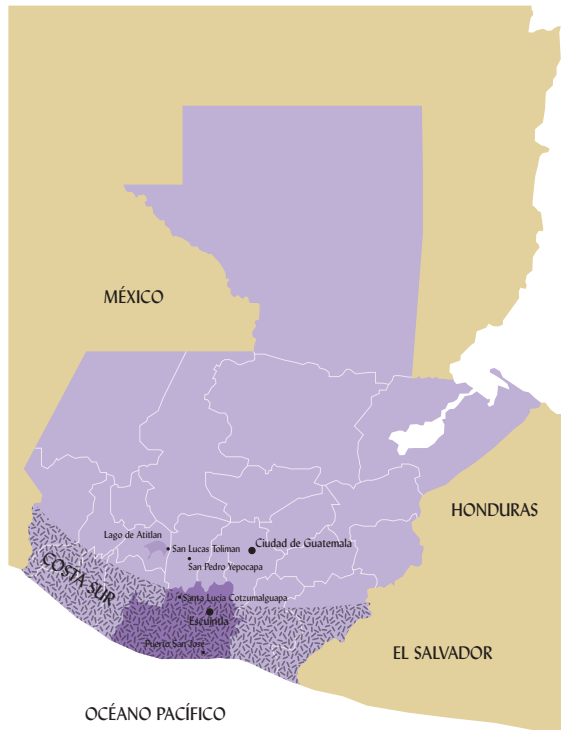 MÉXICO
HONDURAS
Lago de Atitlan
San Lucas Toliman
Ciudad de Guatemala
San Pedro Yepocapa
COSTA SUR
Santa Lucía Cotzumalguapa
Escuintla
Puerto San José
EL SALVADOR
OCÉANO PACÍFICO